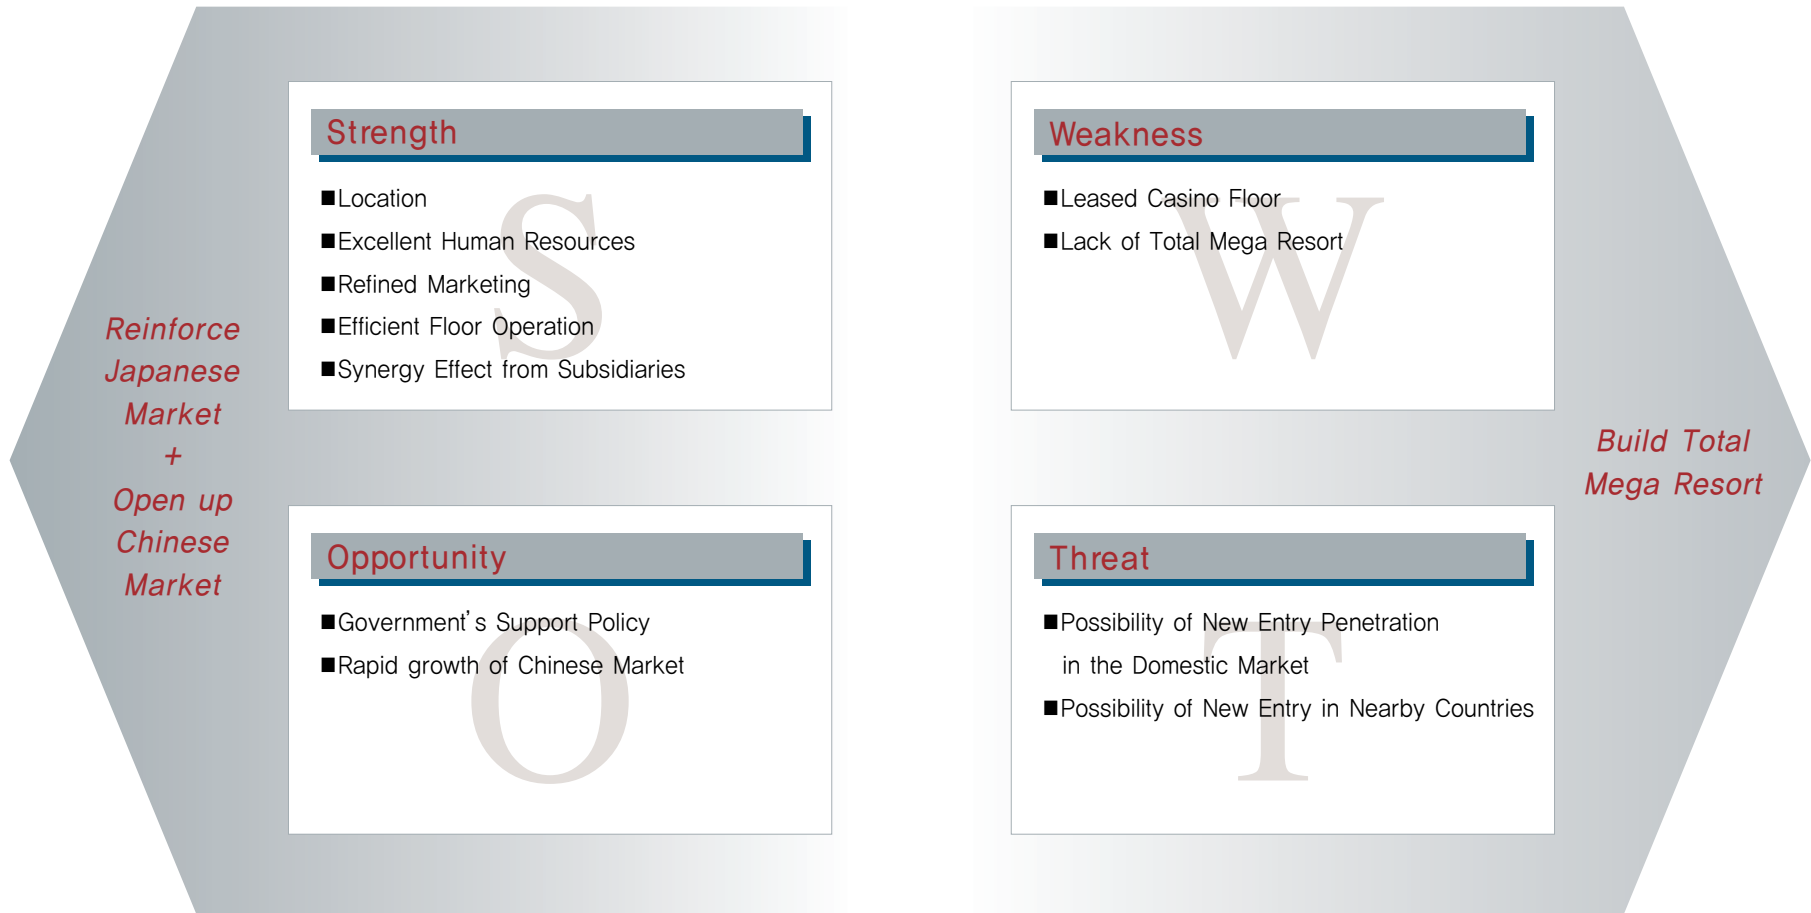 Strength
■Location
■Excellent Human Resources
■Refined Marketing
■Efficient Floor Operation
■Synergy Effect from Subsidiaries
S
Weakness
■Leased Casino Floor
■Lack of Total Mega Resort
W
Reinforce
Japanese
Market
+
Open up
Chinese
Market
Build Total
Mega Resort
Opportunity
■Government's Support Policy
■Rapid growth of Chinese Market
O
Threat
■Possibility of New Entry Penetration
in the Domestic Market
■Possibility of New Entry in Nearby Countries
T